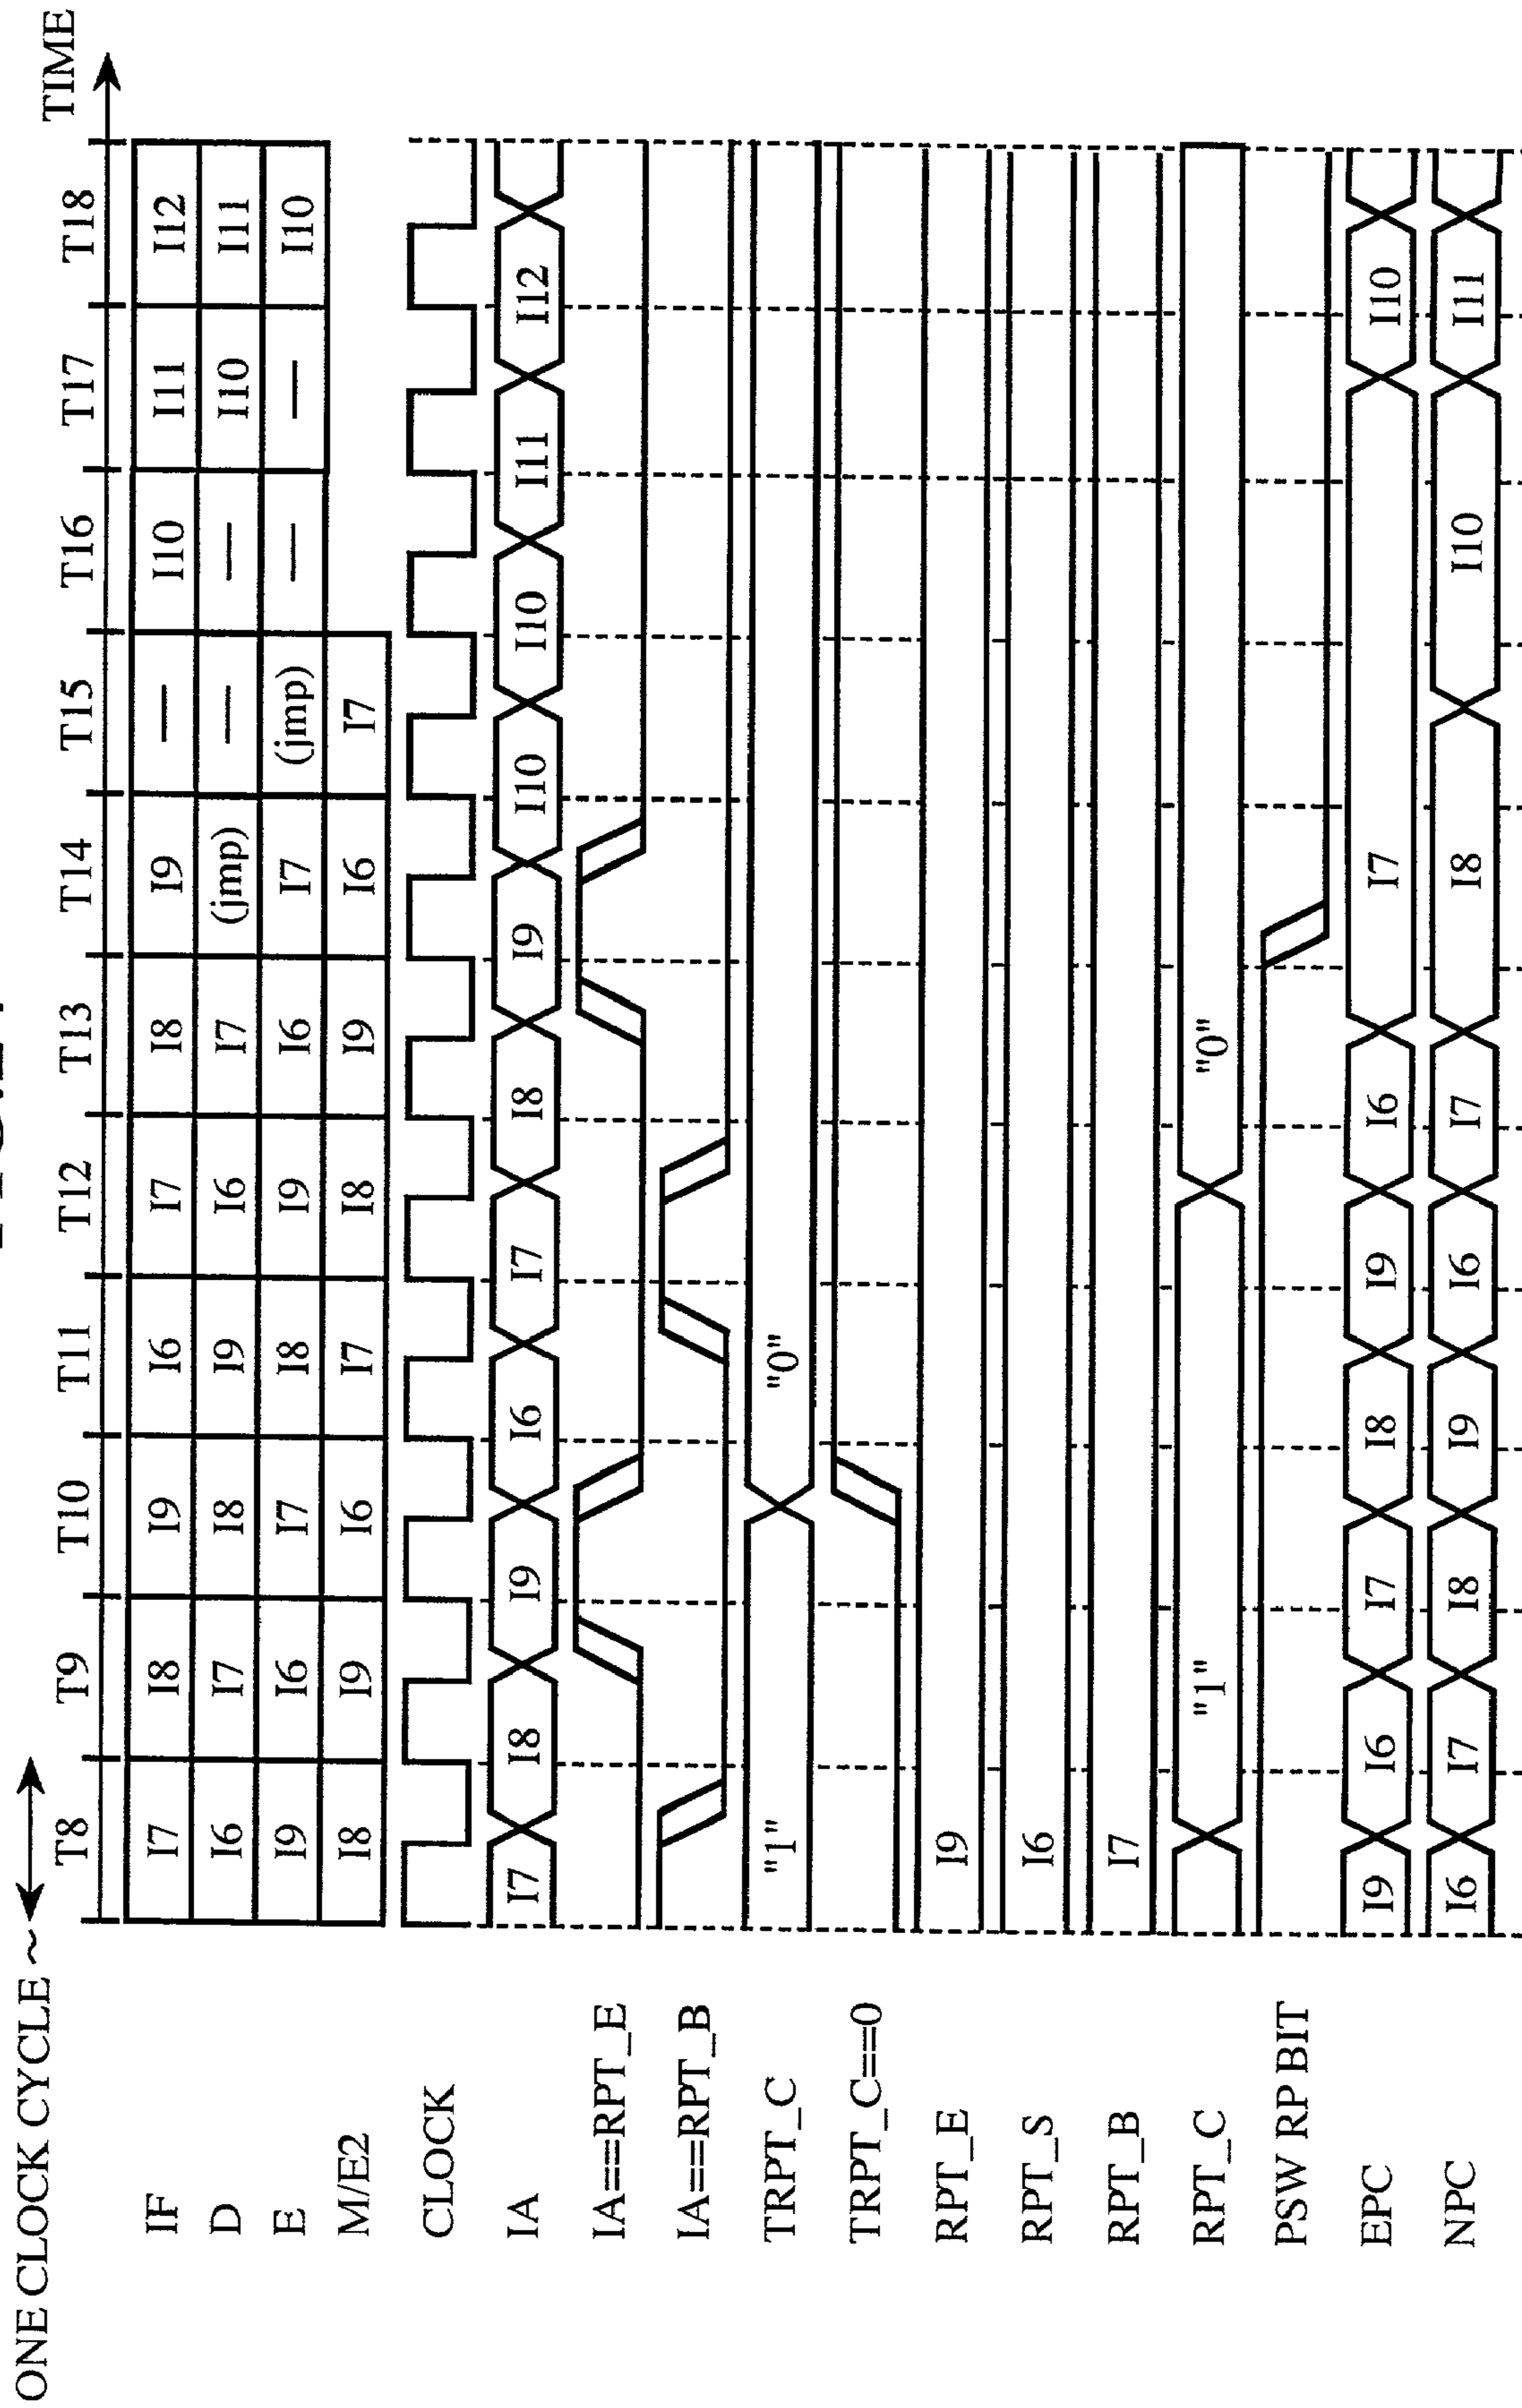 TIME
ONE CLOCK CYCLE ~
T8 T9 T10 T11 T12 T13 T14 T15 T16 T17 T18
IF I7 I8 I9 I6 I7 I8 I9 — I10 I11 I12
D I6 I7 I8 I9 I6 I7 (jmp) — — I10 I11
E I9 I6 I7 I8 I9 I6 I7 (jmp) — — I10
M/E2 I8 I9 I6 I7 I8 I9 I6 I7
CLOCK
IA I7 I8 I9 I6 I7 I8 I9 I10 I10 I11 I12
IA==RPT_E
IA==RPT_B
TRPT_C "1" "0"
TRPT_C==0
RPT_E I9
RPT_S I6
RPT_B I7
RPT_C "1" "0"
PSW RP BIT
EPC I9 I6 I7 I8 I9 I6 I7 I10
NPC I6 I7 I8 I9 I6 I7 I8 I10 I11